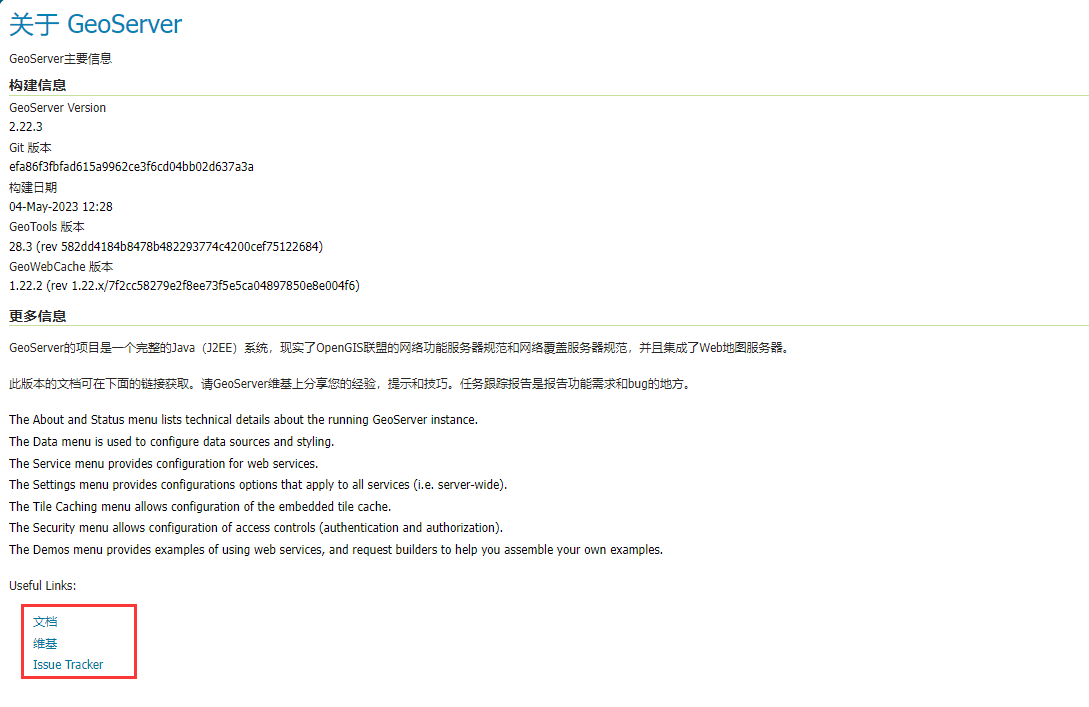 关于 GeoServer
GeoServer主要信息
构建信息
GeoServer Version
2.22.3
Git 版本
efa86f3fbfad615a9962ce3f6cd04bb02d637a3a
构建日期
04-May-2023 12:28
GeoTools 版本
28.3 (rev 582dd4184b8478b482293774c4200cef75122684)
GeoWebCache 版本
1.22.2 (rev 1.22.x/7f2cc58279e2f8ee73f5e5ca04897850e8e004f6)
更多信息
GeoServer的项目是一个完整的Java（J2EE）系统，现实了OpenGIS联盟的网络功能服务器规范和网络覆盖服务器规范，并且集成了Web地图服务器。
此版本的文档可在下面的链接获取。请GeoServer维基上分享您的经验，提示和技巧。任务跟踪报告是报告功能需求和bug的地方。
The About and Status menu lists technical details about the running GeoServer instance.
The Data menu is used to configure data sources and styling.
The Service menu provides configuration for web services.
The Settings menu provides configurations options that apply to all services (i.e. server-wide).
The Tile Caching menu allows configuration of the embedded tile cache.
The Security menu allows configuration of access controls (authentication and authorization).
The Demos menu provides examples of using web services, and request builders to help you assemble your own examples.
Useful Links:
文档
维基
Issue Tracker